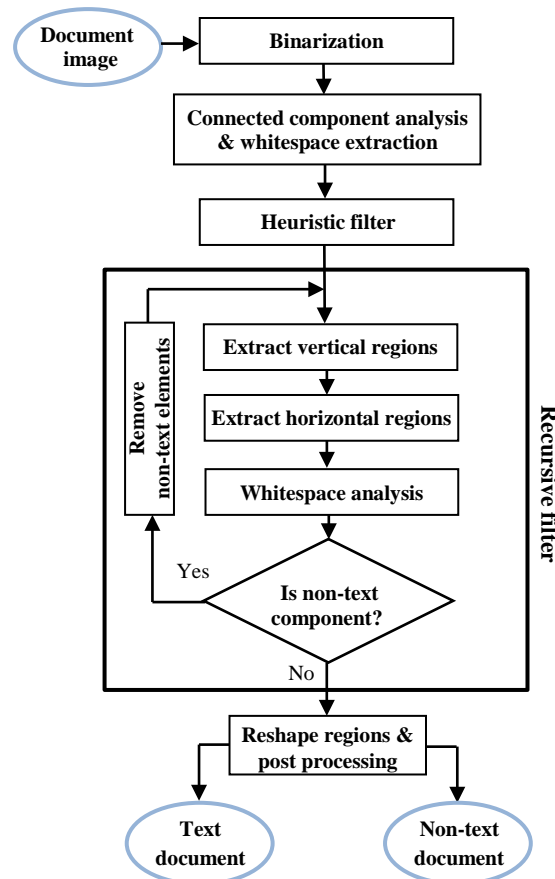 Document
image
Binarization
Connected component analysis
& whitespace extraction
Heuristic filter
Extract vertical regions
Extract horizontal regions
Whitespace analysis
Remove
non-text elements
Recursive filter
Yes
Is non-text
component?
No
Reshape regions &
post processing
Text
document
Non-text
document